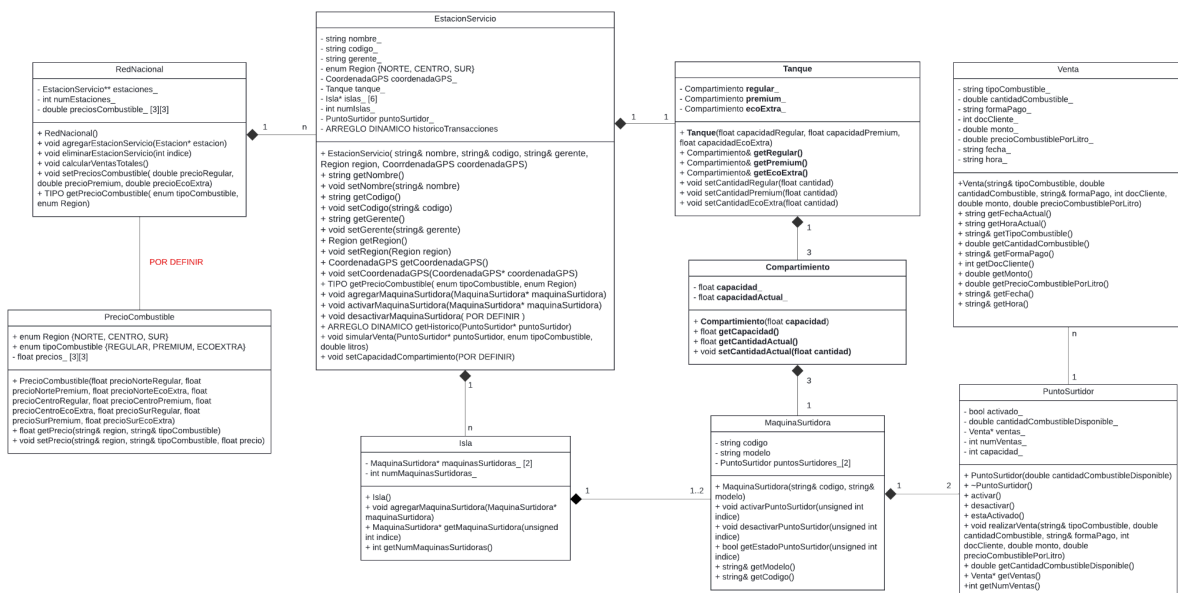 RedNacional
- EstacionServicio** estaciones_
- int numEstaciones_
- double preciosCombustible_ [3][3]
+ RedNacional()
+ void agregarEstacionServicio(Estacion* estacion)
+ void eliminarEstacionServicio(int indice)
+ void calcularVentasTotales()
+ void setPreciosCombustible( double precioRegular,
double precioPremium, double precioEcoExtra)
+ TIPO getPrecioCombustible( enum tipoCombustible,
enum Region)
1
n
POR DEFINIR
PrecioCombustible
+ enum Region {NORTE, CENTRO, SUR}
+ enum tipoCombustible {REGULAR, PREMIUM, ECOEXTRA}
- float precios_ [3][3]
+ PrecioCombustible(float precioNorteRegular, float
precioNortePremium, float precioNorteEcoExtra, float
precioCentroRegular, float precioCentroPremium, float
precioCentroEcoExtra, float precioSurRegular, float
precioSurPremium, float precioSurEcoExtra)
+ float getPrecio(string& region, string& tipoCombustible)
+ void setPrecio(string& region, string& tipoCombustible, float precio)
EstacionServicio
- string nombre_
- string codigo_
- string gerente_
- enum Region {NORTE, CENTRO, SUR}
- CoordenadaGPS coordenadaGPS_
- Tanque tanque_
- Isla* islas_ [6]
- int numIslas_
- PuntoSurtidor puntoSurtidor_
- ARREGLO DINAMICO historicoTransacciones
+ EstacionServicio( string& nombre, string& codigo, string& gerente,
Region region, CoorrdenadaGPS coordenadaGPS)
+ string getNombre()
+ void setNombre(string& nombre)
+ string getCodigo()
+ void setCodigo(string& codigo)
+ string getGerente()
+ void setGerente(string& gerente)
+ Region getRegion()
+ void setRegion(Region region)
+ CoordenadaGPS getCoordenadaGPS()
+ void setCoordenadaGPS(CoordenadaGPS* coordenadaGPS)
+ TIPO getPrecioCombustible( enum tipoCombustible, enum Region)
+ void agregarMaquinaSurtidora(MaquinaSurtidora* maquinaSurtidora)
+ void activarMaquinaSurtidora(MaquinaSurtidora* maquinaSurtidora)
+ void desactivarMaquinaSurtidora( POR DEFINIR )
+ ARREGLO DINAMICO getHistorico(PuntoSurtidor* puntoSurtidor)
+ void simularVenta(PuntoSurtidor* puntoSurtidor, enum tipoCombustible,
double litros)
+ void setCapacidadCompartimiento(POR DEFINIR)
1
n
Isla
- MaquinaSurtidora* maquinasSurtidoras_ [2]
- int numMaquinasSurtidoras_
+ Isla()
+ void agregarMaquinaSurtidora(MaquinaSurtidora*
maquinaSurtidora)
+ MaquinaSurtidora* getMaquinaSurtidora(unsigned
int indice)
+ int getNumMaquinasSurtidoras()
1
1..2
1
1
Tanque
- Compartimiento regular_
- Compartimiento premium_
- Compartimiento ecoExtra_
+ Tanque(float capacidadRegular, float capacidadPremium,
float capacidadEcoExtra)
+ Compartimiento& getRegular()
+ Compartimiento& getPremium()
+ Compartimiento& getEcoExtra()
+ void setCantidadRegular(float cantidad)
+ void setCantidadPremium(float cantidad)
+ void setCantidadEcoExtra(float cantidad)
1
3
Compartimiento
- float capacidad_
- float capacidadActual_
+ Compartimiento(float capacidad)
+ float getCapacidad()
+ float getCantidadActual()
+ void setCantidadActual(float cantidad)
3
1
MaquinaSurtidora
- string codigo
- string modelo
- PuntoSurtidor puntosSurtidores_[2]
+ MaquinaSurtidora(string& codigo, string&
modelo)
+ void activarPuntoSurtidor(unsigned int
indice)
+ void desactivarPuntoSurtidor(unsigned int
indice)
+ bool getEstadoPuntoSurtidor(unsigned int
indice)
+ string& getModelo()
+ string& getCodigo()
1
2
Venta
- string tipoCombustible_
- double cantidadCombustible_
- string formaPago_
- int docCliente_
- double monto_
- double precioCombustiblePorLitro_
- string fecha_
- string hora_
+Venta(string& tipoCombustible, double
cantidadCombustible, string& formaPago, int docCliente,
double monto, double precioCombustiblePorLitro)
+ string getFechaActual()
+ string getHoraActual()
+ string& getTipoCombustible()
+ double getCantidadCombustible()
+ string& getFormaPago()
+ int getDocCliente()
+ double getMonto()
+ double getPrecioCombustiblePorLitro()
+ string& getFecha()
+ string& getHora()
n
1
PuntoSurtidor
- bool activado_
- double cantidadCombustibleDisponible_
- Venta* ventas_
- int numVentas_
- int capacidad_
+ PuntoSurtidor(double cantidadCombustibleDisponible)
+ ~PuntoSurtidor()
+ activar()
+ desactivar()
+ estaActivado()
+ void realizarVenta(string& tipoCombustible, double
cantidadCombustible, string& formaPago, int
docCliente, double monto, double
precioCombustiblePorLitro)
+ double getCantidadCombustibleDisponible()
+ Venta* getVentas()
+int getNumVentas()